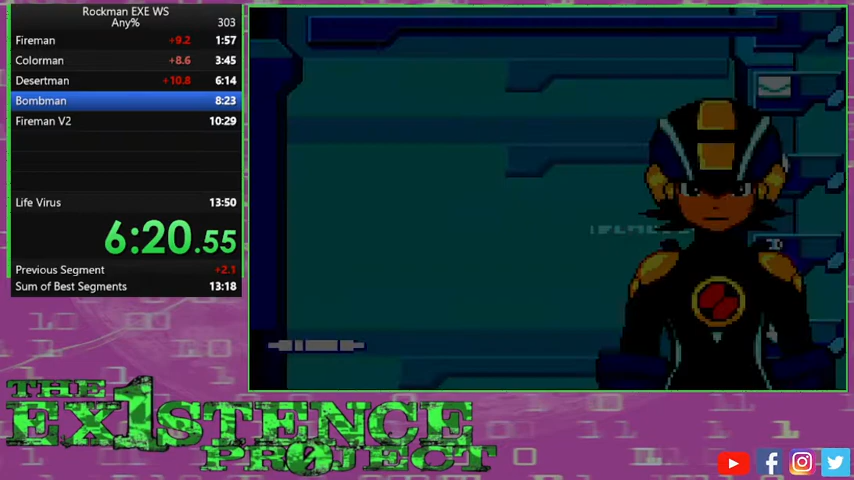 Rockman EXE WS
Any% 303
Fireman +9.2 1:57
Colorman +8.6 3:45
Desertman +10.8 6:14
Bombman 8:23
Fireman V2 10:29
Life Virus 13:50
6:20.55
Previous Segment +2.1
Sum of Best Segments 13:18
THE
EX1STENCE
PR0JECT